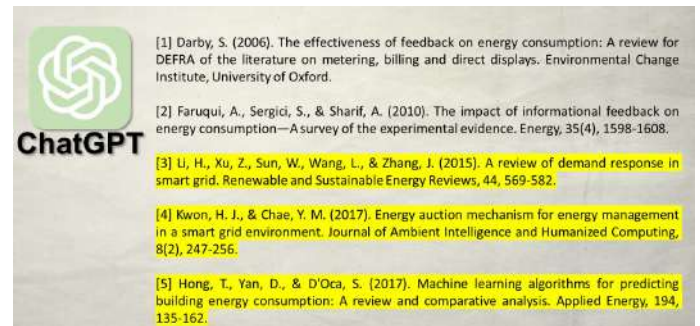 ChatGPT
[1] Darby, S. (2006). The effectiveness of feedback on energy consumption: A review for
DEFRA of the literature on metering, billing and direct displays. Environmental Change
Institute, University of Oxford.
[2] Faruqui, A., Sergici, S., & Sharif, A. (2010). The impact of informational feedback on
energy consumption—A survey of the experimental evidence. Energy, 35(4), 1598-1608.
[3] Li, H., Xu, Z., Sun, W., Wang, L., & Zhang, J. (2015). A review of demand response in
smart grid. Renewable and Sustainable Energy Reviews, 44, 569-582.
[4] Kwon, H. J., & Chae, Y. M. (2017). Energy auction mechanism for energy management
in a smart grid environment. Journal of Ambient Intelligence and Humanized Computing,
8(2), 247-256.
[5] Hong, T., Yan, D., & D'Oca, S. (2017). Machine learning algorithms for predicting
building energy consumption: A review and comparative analysis. Applied Energy, 194,
135-162.